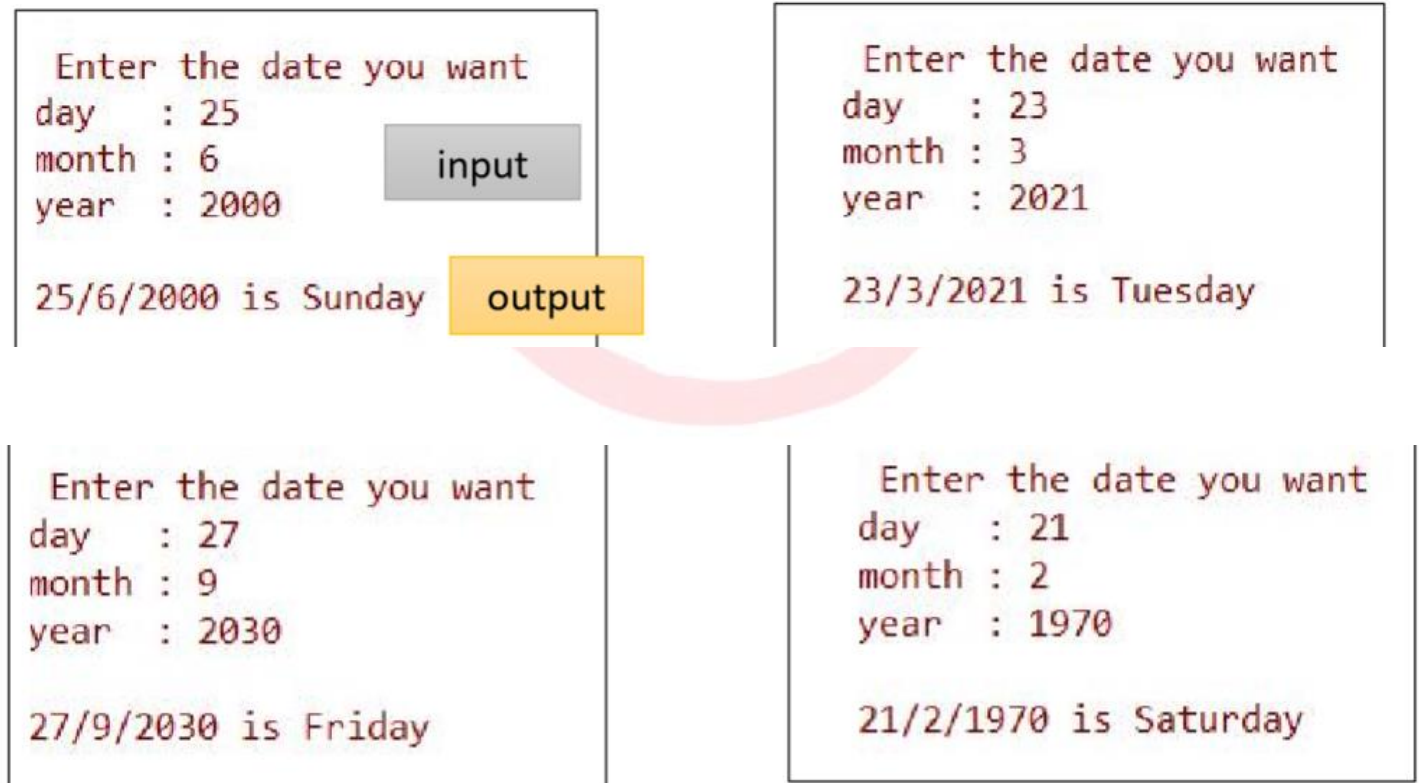 Enter the date you want
day   : 25
month : 6
year  : 2000
input
25/6/2000 is Sunday
output
Enter the date you want
day   : 23
month : 3
year  : 2021
23/3/2021 is Tuesday
Enter the date you want
day   : 27
month : 9
year  : 2030
27/9/2030 is Friday
Enter the date you want
day   : 21
month : 2
year  : 1970
21/2/1970 is Saturday